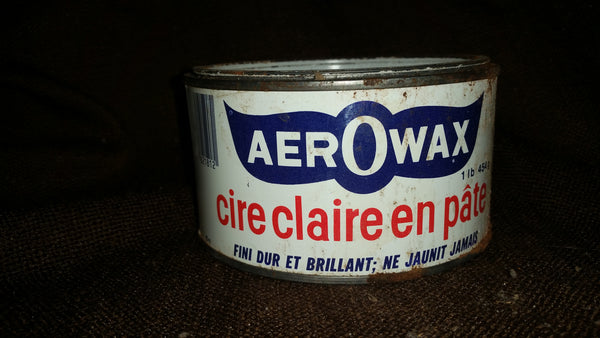 AEROWAX
1 lb 454
cire claire en pâte
FINI DUR ET BRILLANT; NE JAUNIT JAMAIS